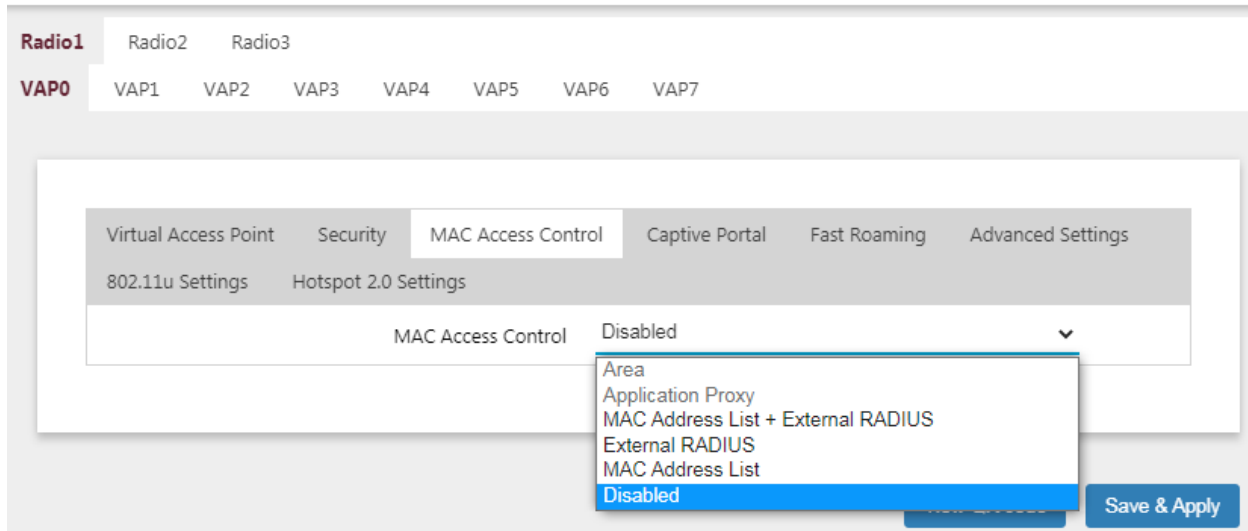 Radio1 Radio2 Radio3
VAP0 VAP1 VAP2 VAP3 VAP4 VAP5 VAP6 VAP7
Virtual Access Point Security MAC Access Control Captive Portal Fast Roaming Advanced Settings
802.11u Settings Hotspot 2.0 Settings
MAC Access Control Disabled
Area
Application Proxy
MAC Address List + External RADIUS
External RADIUS
MAC Address List
Disabled
Save & Apply